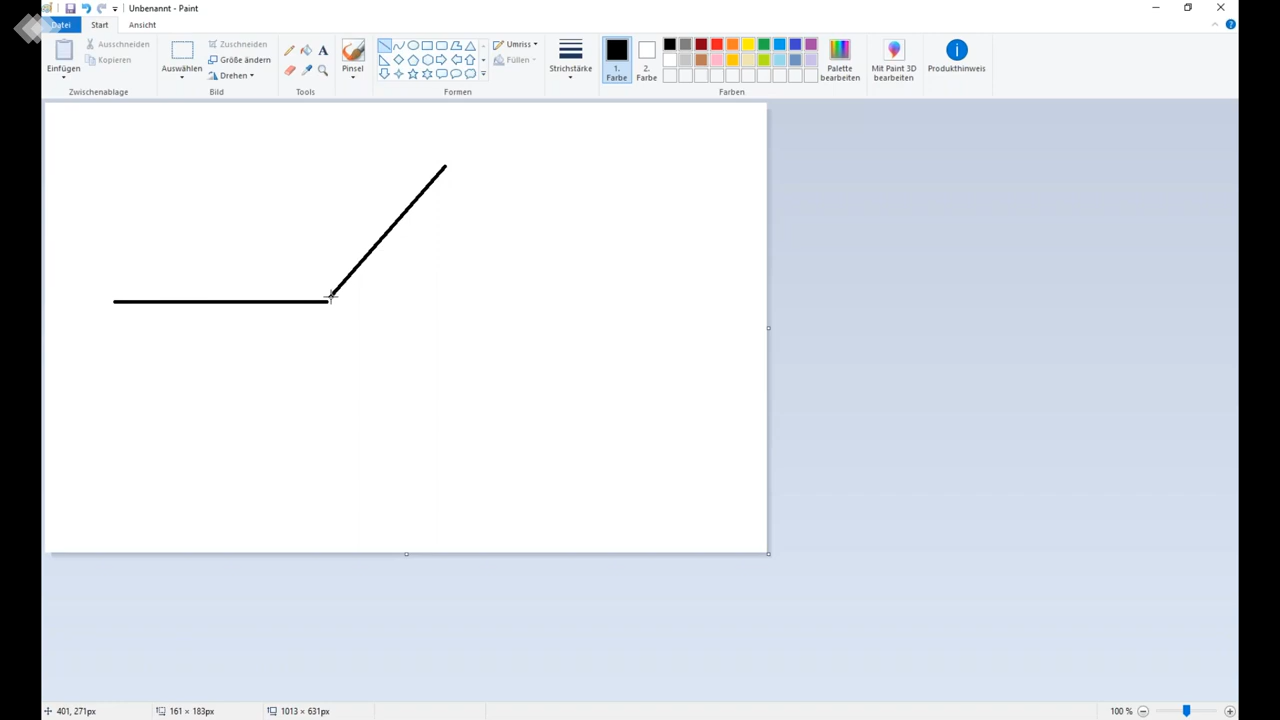 Unbenannt - Paint
Datei Start Ansicht
Einfügen
Ausschneiden
Kopieren
Zwischenablage
Auswählen
Zuschneiden
Größe ändern
Drehen
Bild
A
Tools
Pinsel
Umriss
Füllen
Formen
Strichstärke
1. Farbe
2. Farbe
Palette bearbeiten
Farben
Mit Paint 3D bearbeiten
Produkthinweis
401, 271px
161 × 183px
1013 × 631px
100 %